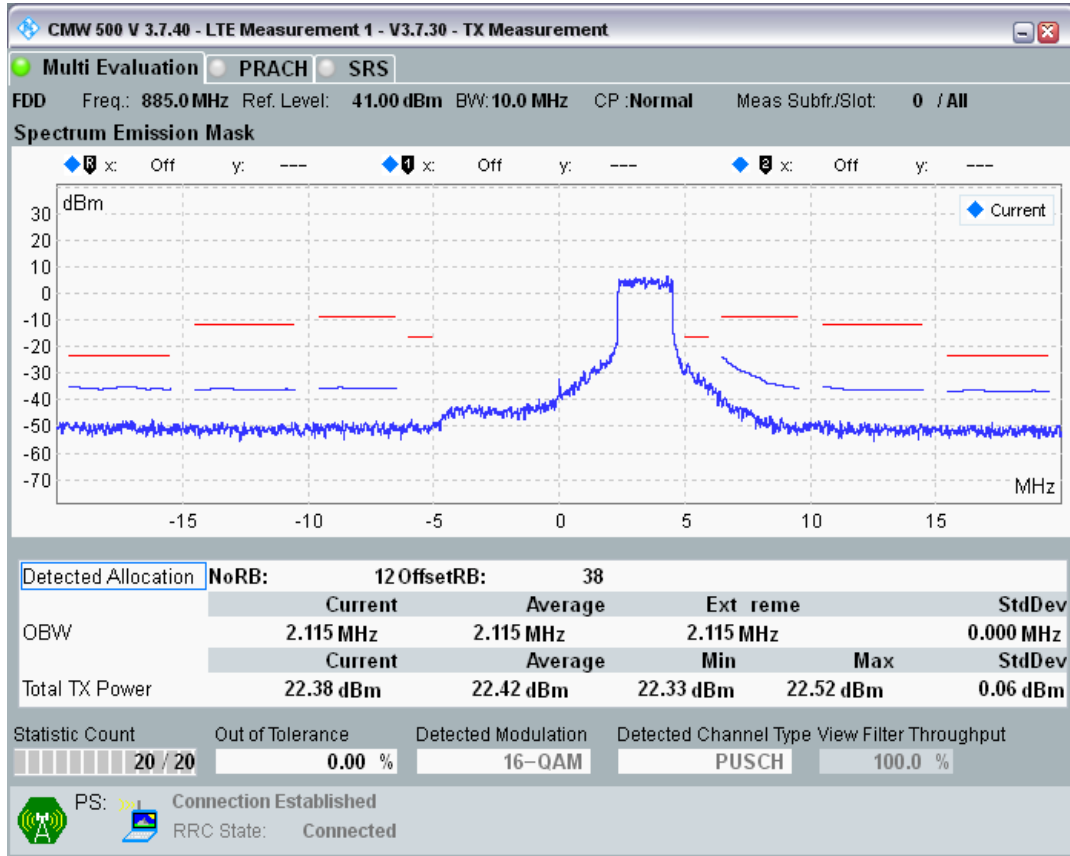 CMW 500 V 3.7.40 - LTE Measurement 1 - V3.7.30 - TX Measurement
Multi Evaluation PRACH SRS
FDD Freq.: 885.0 MHz Ref. Level: 41.00 dBm BW: 10.0 MHz CP :Normal Meas Subfr./Slot: 0 / All
Spectrum Emission Mask
R x: Off y: --- 1 x: Off y: --- 2 x: Off y: ---
dBm
Current
30
20
10
0
-10
-20
-30
-40
-50
-60
-70
MHz
-15 -10 -5 0 5 10 15
Detected Allocation NoRB: 12 OffsetRB: 38
Current Average Ext reme StdDev
OBW 2.115 MHz 2.115 MHz 2.115 MHz 0.000 MHz
Current Average Min Max StdDev
Total TX Power 22.38 dBm 22.42 dBm 22.33 dBm 22.52 dBm 0.06 dBm
Statistic Count Out of Tolerance Detected Modulation Detected Channel Type View Filter Throughput
20 / 20 0.00 % 16-QAM PUSCH 100.0 %
PS: Connection Established
RRC State: Connected